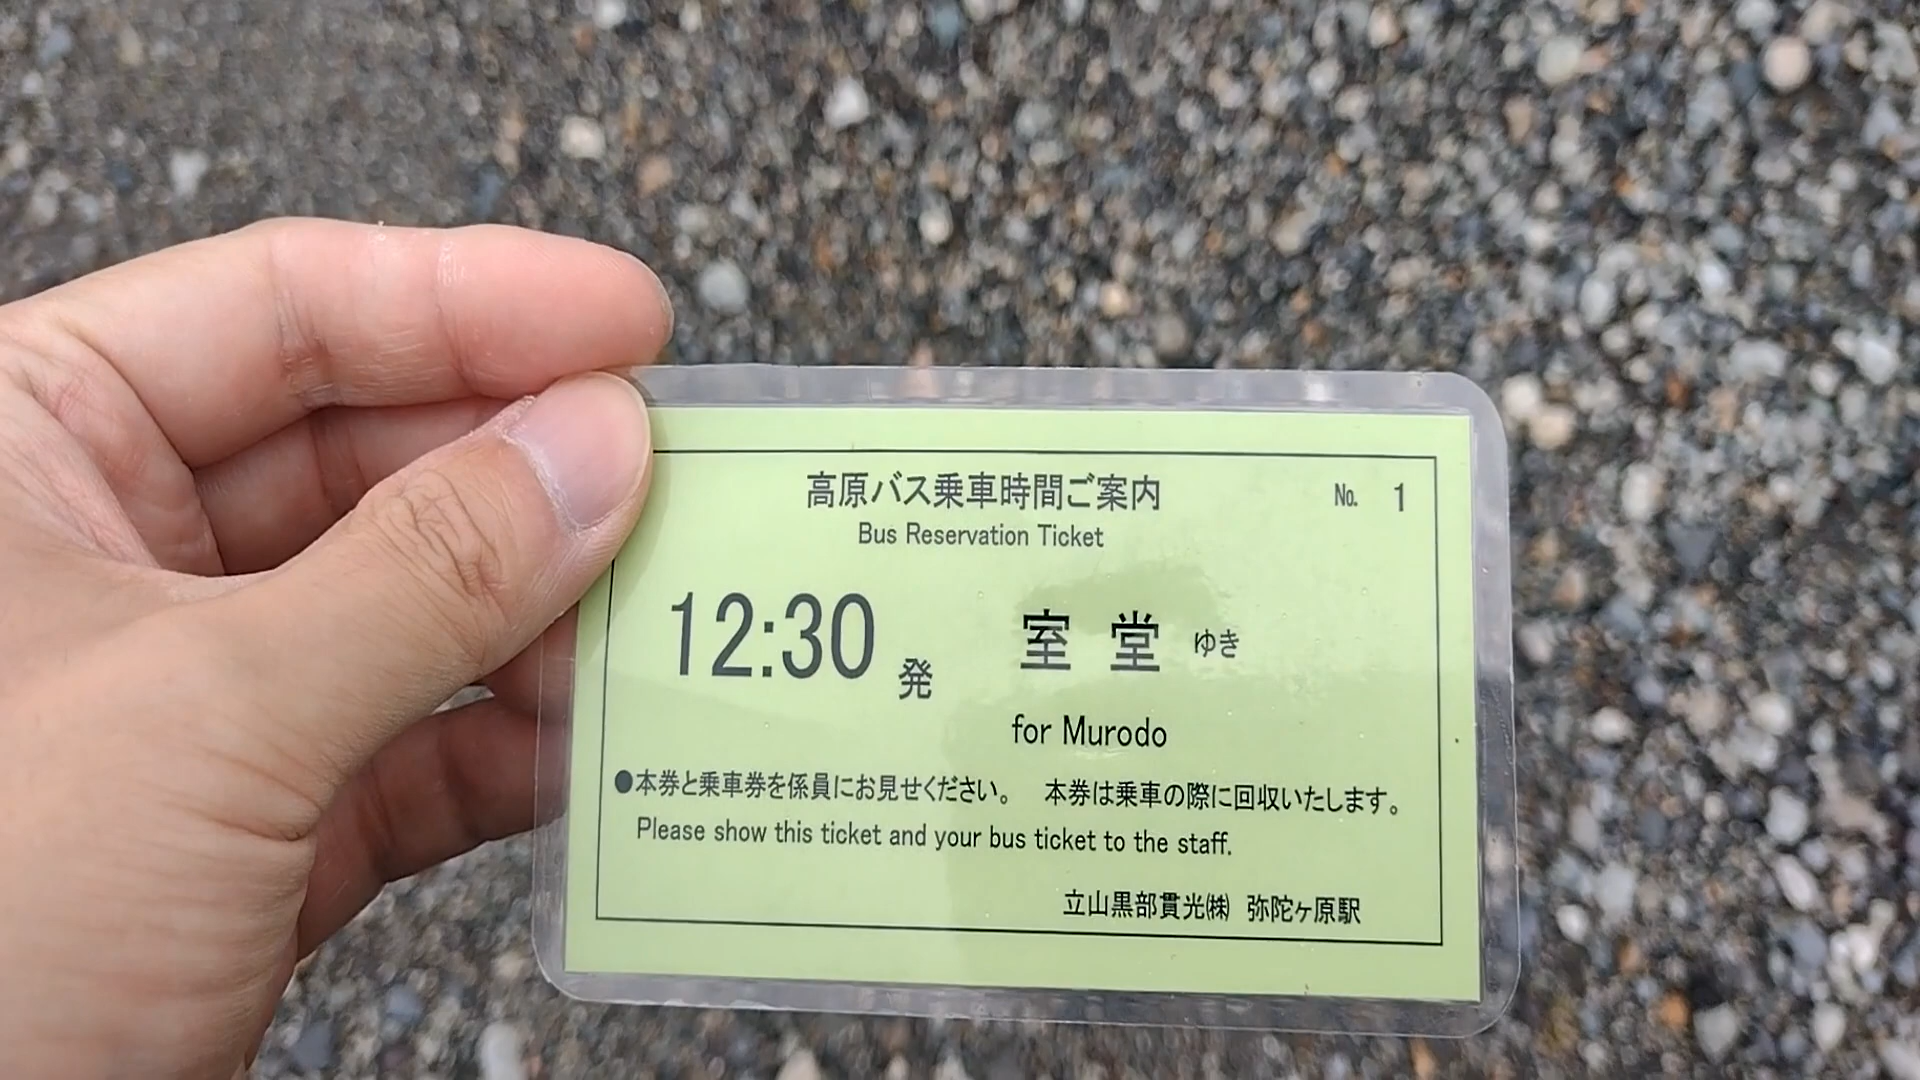 高原バス乗車時間ご案内
No. 1
Bus Reservation Ticket
12:30 発 室堂 ゆき
for Murodo
●本券と乗車券を係員にお見せください。 本券は乗車の際に回収いたします。
Please show this ticket and your bus ticket to the staff.
立山黒部貫光㈱ 弥陀ヶ原駅